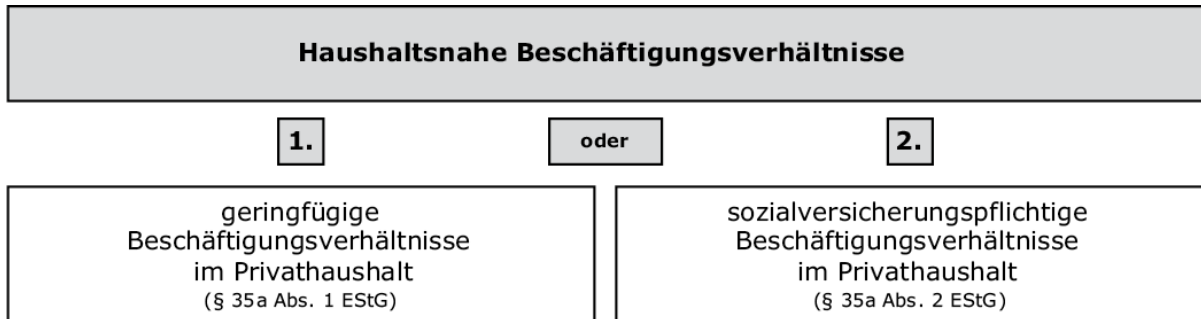 Haushaltsnahe Beschäftigungsverhältnisse
1.
oder
2.
geringfügige
Beschäftigungsverhältnisse
im Privathaushalt
(§ 35a Abs. 1 EStG)
sozialversicherungspflichtige
Beschäftigungsverhältnisse
im Privathaushalt
(§ 35a Abs. 2 EStG)